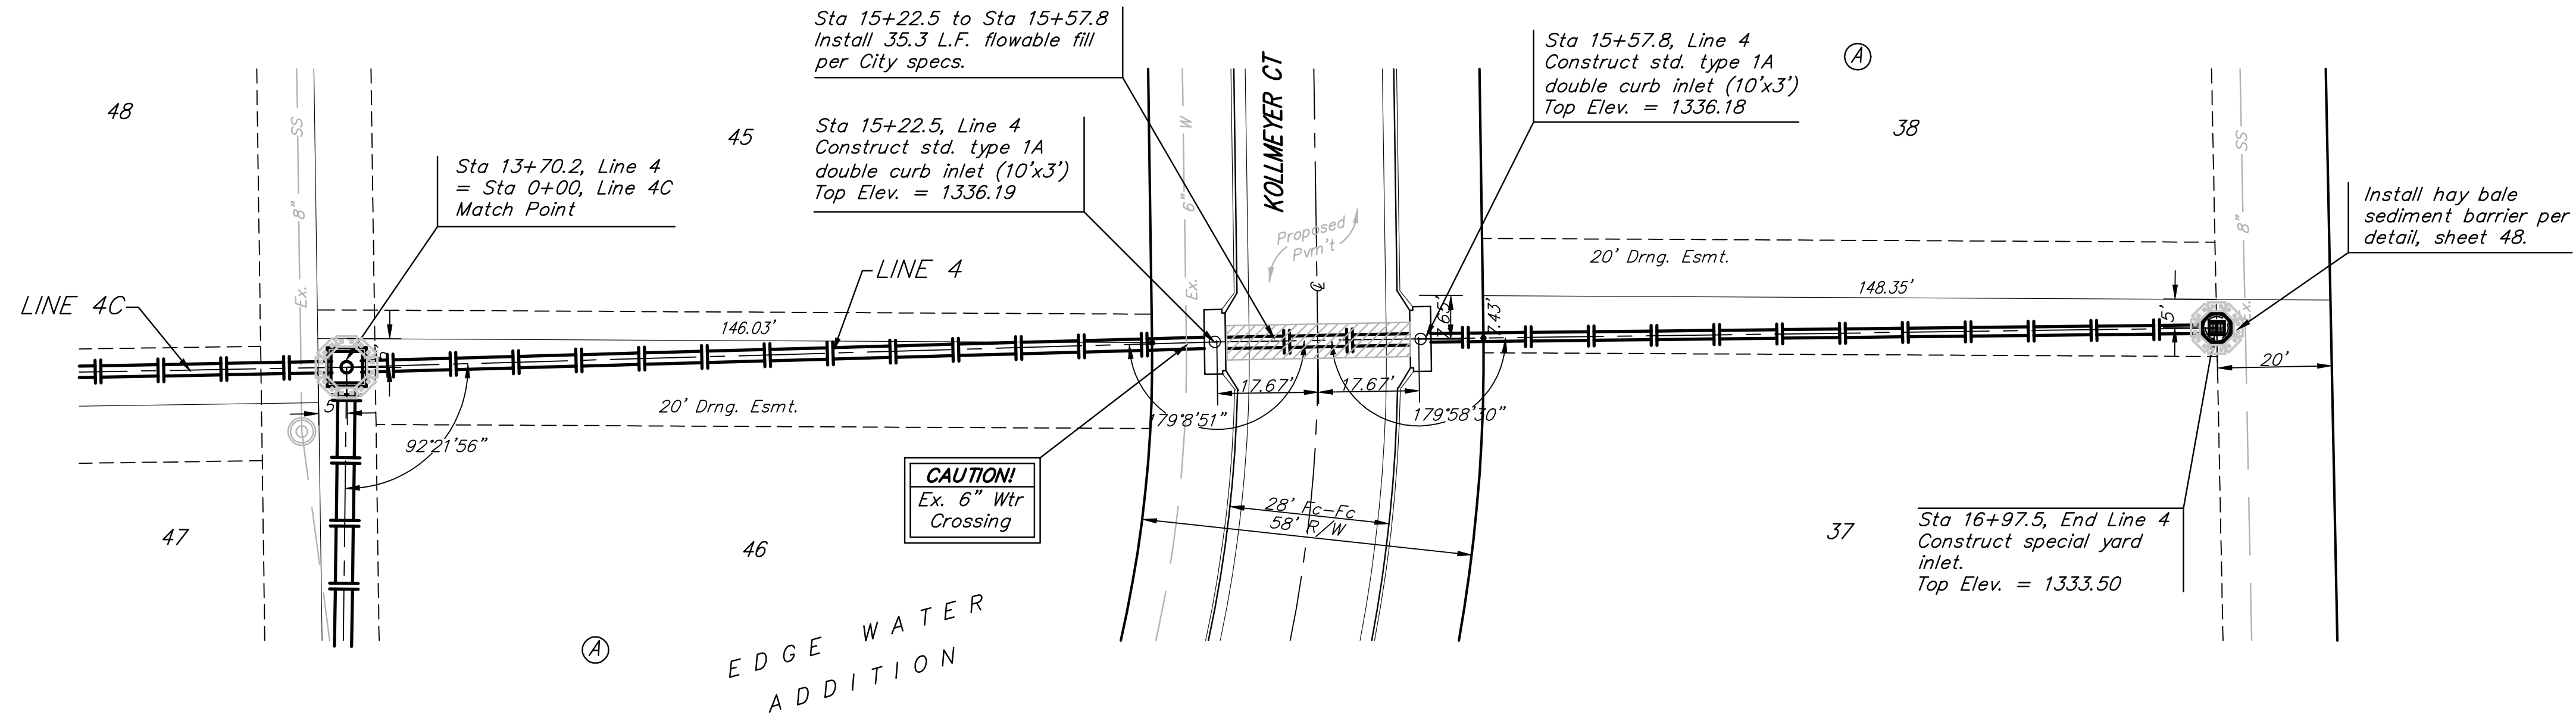 Sta 15+22.5 to Sta 15+57.8
Install 35.3 L.F. flowable fill
per City specs.
Sta 15+57.8, Line 4
Construct std. type 1A
double curb inlet (10'x3')
Top Elev. = 1336.18
A
48
45
38
Sta 15+22.5, Line 4
Construct std. type 1A
double curb inlet (10'x3')
Top Elev. = 1336.19
KOLLMEYER CT
Sta 13+70.2, Line 4
= Sta 0+00, Line 4C
Match Point
Install hay bale
sediment barrier per
detail, sheet 48.
Ex. 8" SS
Ex. 6" W
Ex. 8" SS
Proposed
Pvm't
20' Drng. Esmt.
LINE 4
LINE 4C
146.03'
148.35'
7.65'
7.43'
5'
5'
20'
17.67'
17.67'
5'
20' Drng. Esmt.
179°8'51"
179°58'30"
92°21'56"
CAUTION!
Ex. 6" Wtr
Crossing
28' Fc-Fc
58' R/W
47
46
37
Sta 16+97.5, End Line 4
Construct special yard
inlet.
Top Elev. = 1333.50
A
EDGE WATER
ADDITION